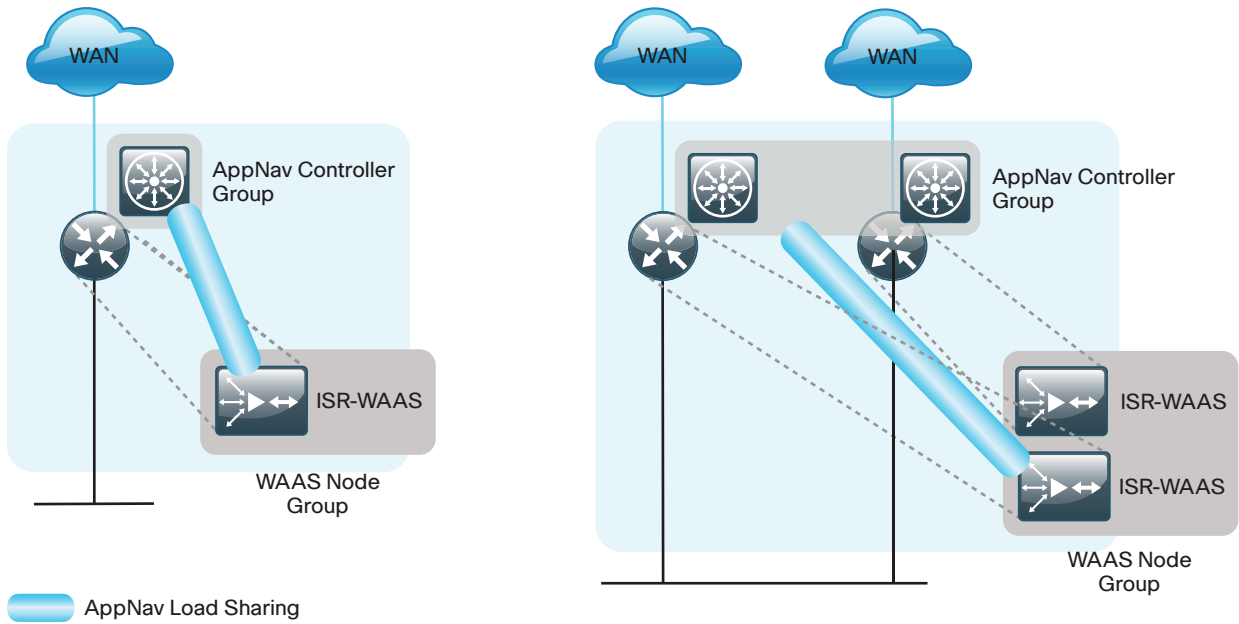 WAN
AppNav Controller
Group
ISR-WAAS
WAAS Node
Group
WAN
WAN
AppNav Controller
Group
ISR-WAAS
ISR-WAAS
WAAS Node
Group
AppNav Load Sharing